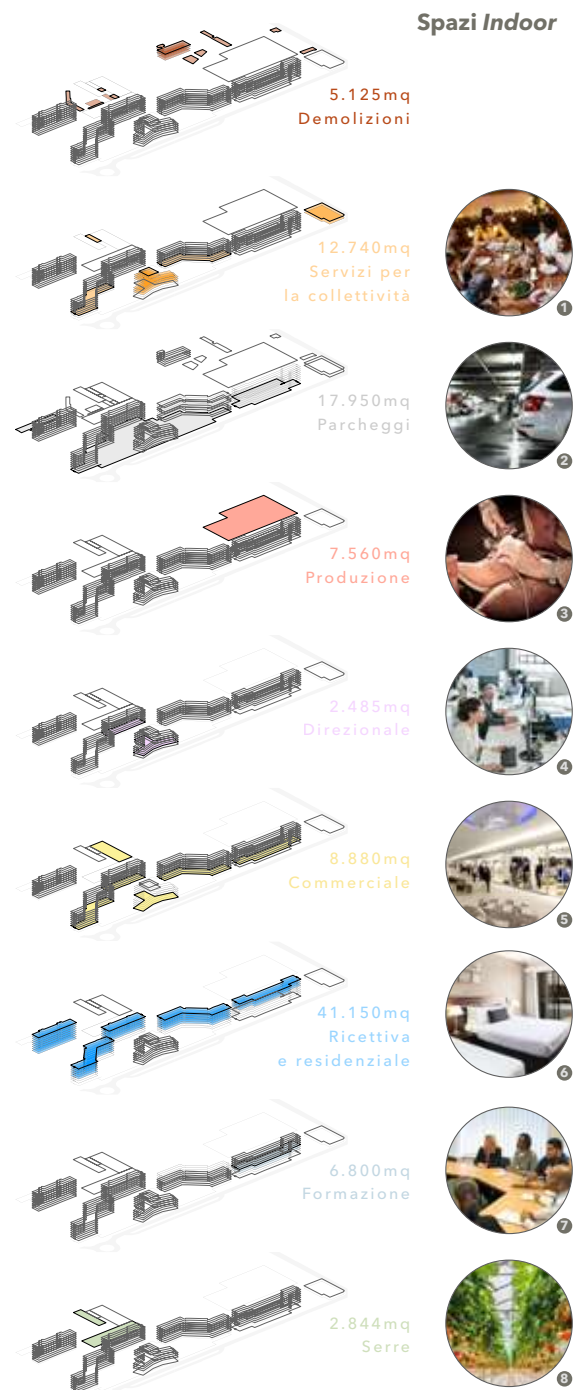 Spazi Indoor
5.125mq
Demolizioni
12.740mq
Servizi per
la collettività
1
17.950mq
Parcheggi
2
7.560mq
Produzione
3
2.485mq
Direzionale
4
8.880mq
Commerciale
5
41.150mq
Ricettiva
e residenziale
6
6.800mq
Formazione
7
2.844mq
Serre
8